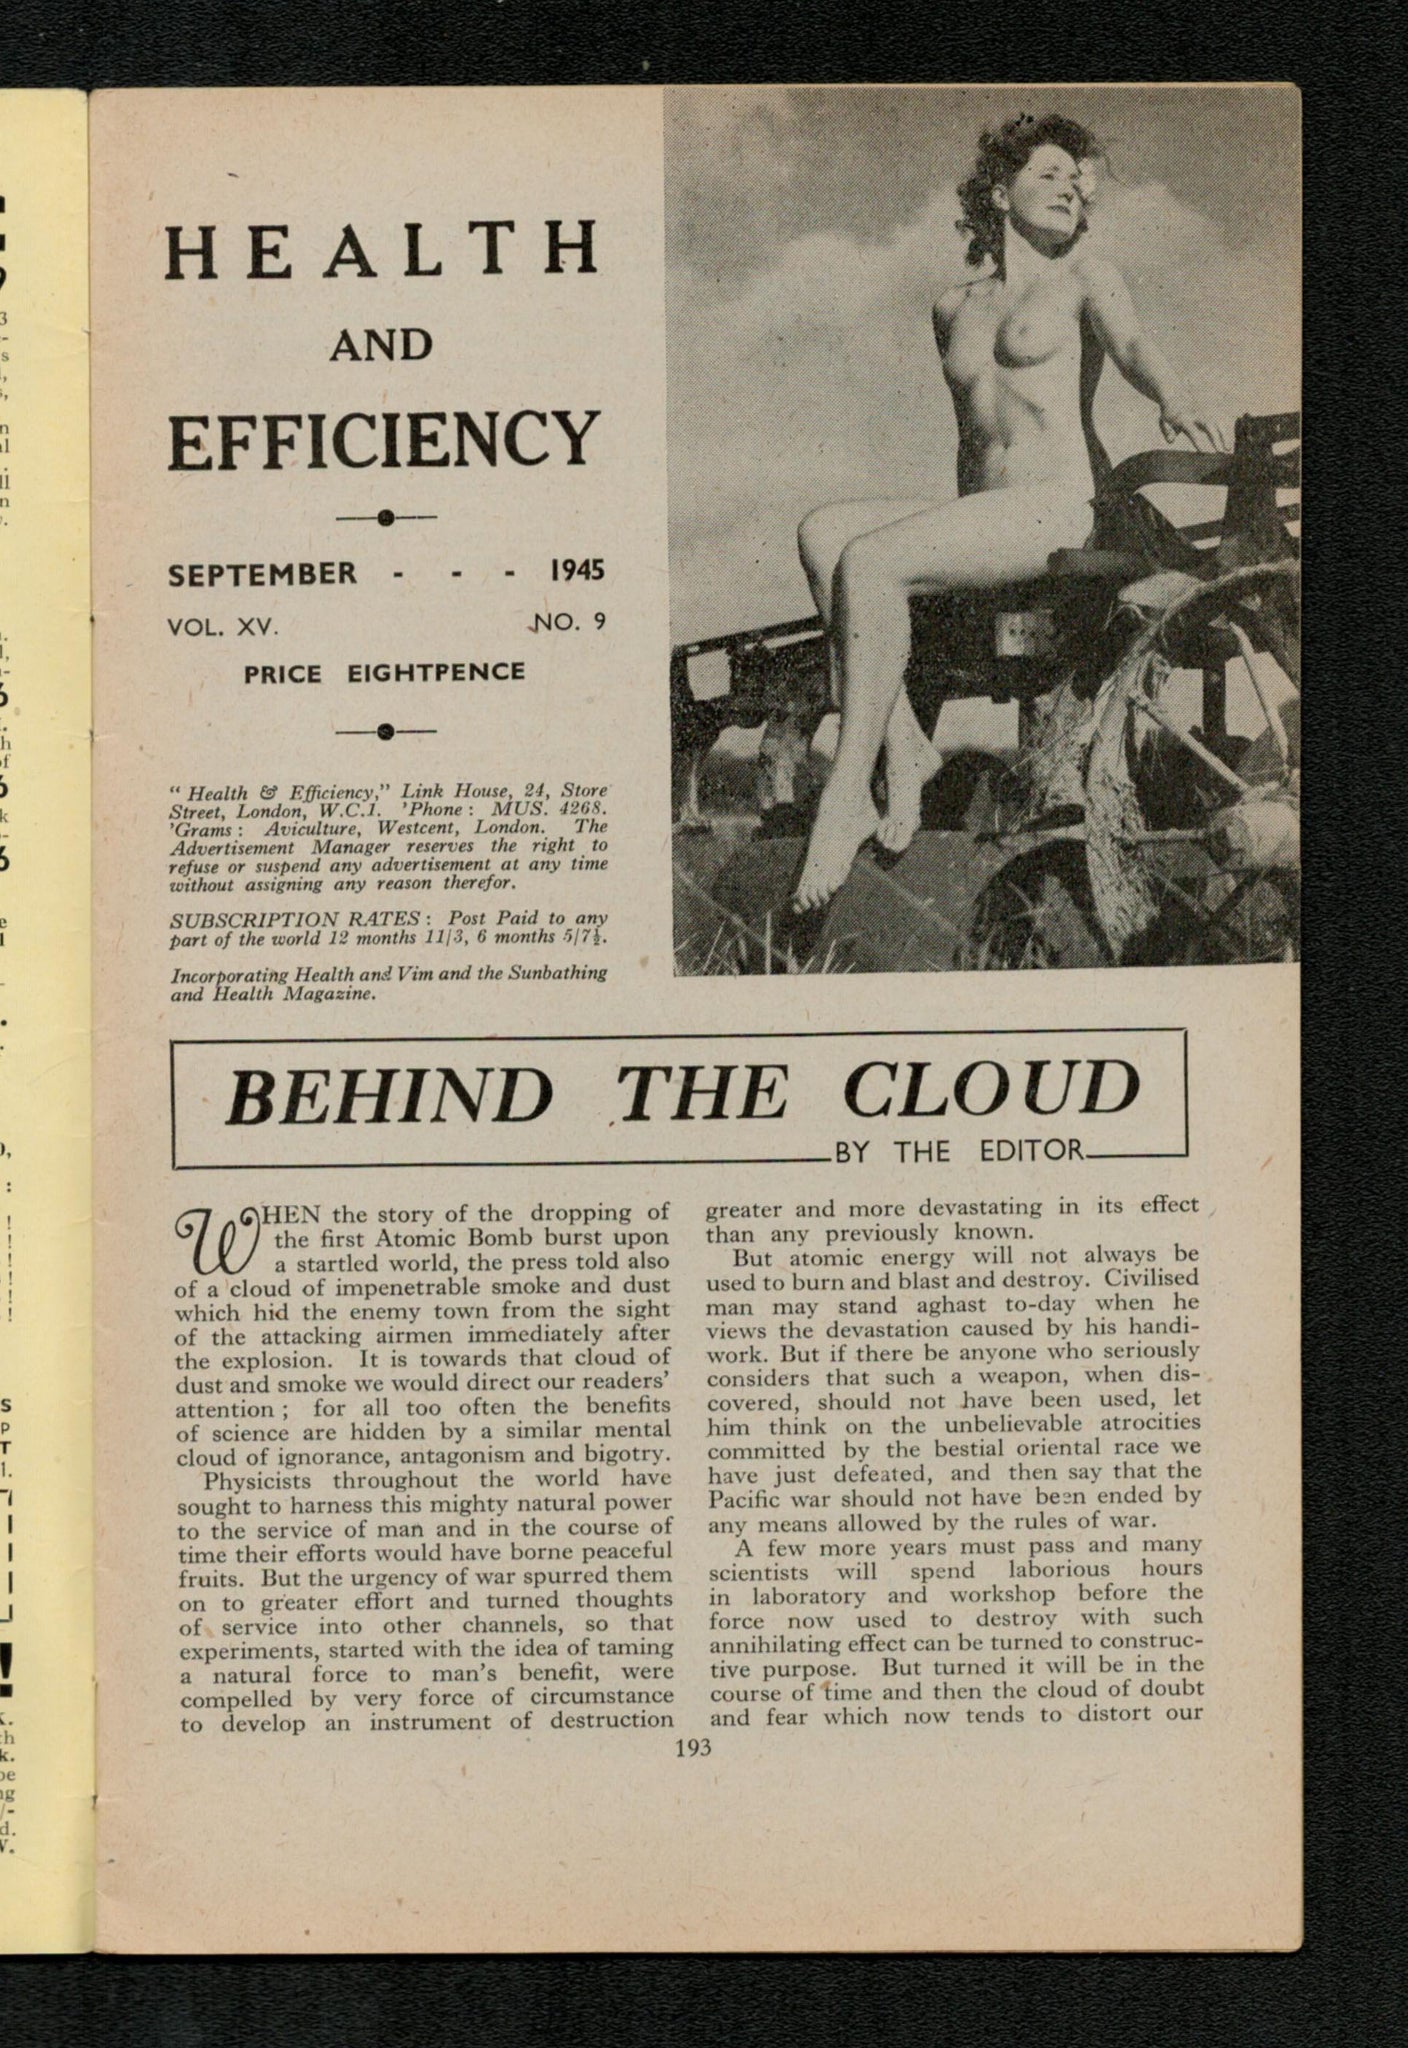 HEALTH
AND
EFFICIENCY
SEPTEMBER - - - 1945
VOL. XV. NO. 9
PRICE EIGHTPENCE
“ Health & Efficiency,” Link House, 24, Store
Street, London, W.C.1. 'Phone : MUS. 4268.
'Grams : Aviculture, Westcent, London. The
Advertisement Manager reserves the right to
refuse or suspend any advertisement at any time
without assigning any reason therefor.
SUBSCRIPTION RATES : Post Paid to any
part of the world 12 months 11/3, 6 months 5/7½.
Incorporating Health and Vim and the Sunbathing
and Health Magazine.
BEHIND THE CLOUD
BY THE EDITOR
WHEN the story of the dropping of
the first Atomic Bomb burst upon
a startled world, the press told also
of a cloud of impenetrable smoke and dust
which hid the enemy town from the sight
of the attacking airmen immediately after
the explosion. It is towards that cloud of
dust and smoke we would direct our readers'
attention ; for all too often the benefits
of science are hidden by a similar mental
cloud of ignorance, antagonism and bigotry.
Physicists throughout the world have
sought to harness this mighty natural power
to the service of man and in the course of
time their efforts would have borne peaceful
fruits. But the urgency of war spurred them
on to greater effort and turned thoughts
of service into other channels, so that
experiments, started with the idea of taming
a natural force to man's benefit, were
compelled by very force of circumstance
to develop an instrument of destruction
greater and more devastating in its effect
than any previously known.
But atomic energy will not always be
used to burn and blast and destroy. Civilised
man may stand aghast to-day when he
views the devastation caused by his handi-
work. But if there be anyone who seriously
considers that such a weapon, when dis-
covered, should not have been used, let
him think on the unbelievable atrocities
committed by the bestial oriental race we
have just defeated, and then say that the
Pacific war should not have been ended by
any means allowed by the rules of war.
A few more years must pass and many
scientists will spend laborious hours
in laboratory and workshop before the
force now used to destroy with such
annihilating effect can be turned to construc-
tive purpose. But turned it will be in the
course of time and then the cloud of doubt
and fear which now tends to distort our
193